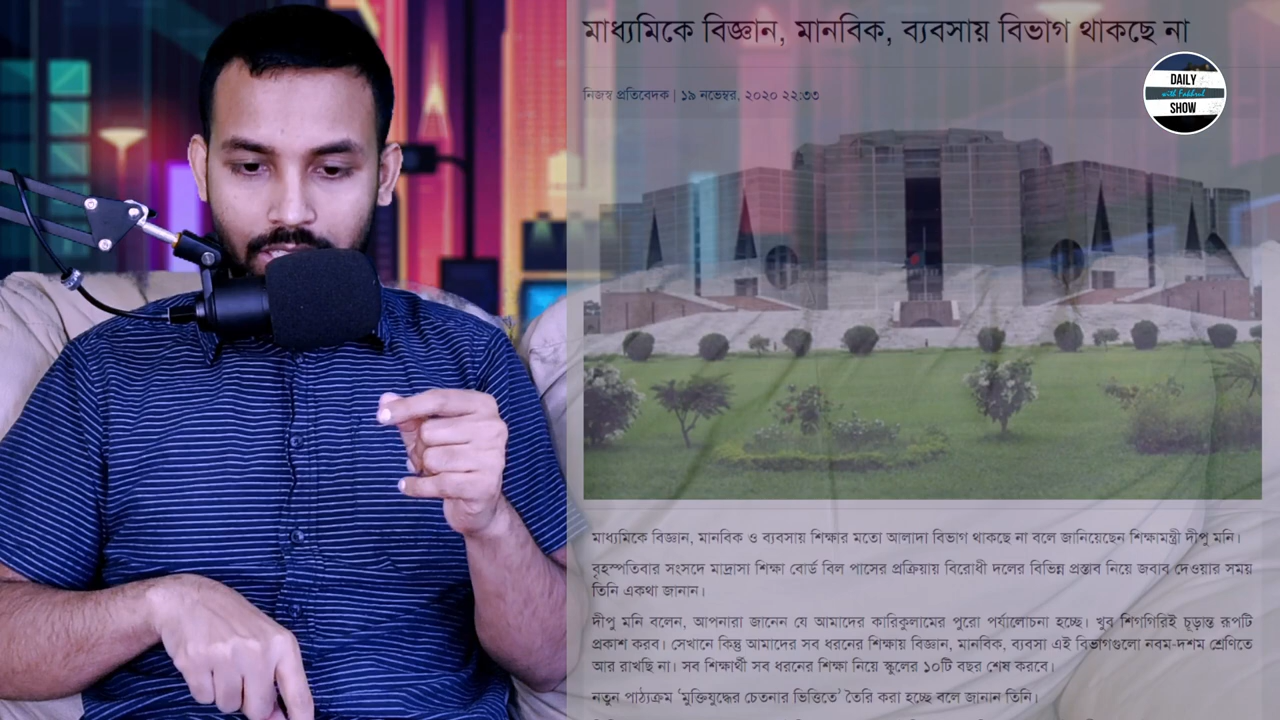 মাধ্যমিকে বিজ্ঞান, মানবিক, ব্যবসায় বিভাগ থাকছে না
DAILY
with Fakhrul
SHOW
নিজস্ব প্রতিবেদক | ১৯ নভেম্বর, ২০২০ ২২:৩৩
মাধ্যমিকে বিজ্ঞান, মানবিক ও ব্যবসায় শিক্ষার মতো আলাদা বিভাগ থাকছে না বলে জানিয়েছেন শিক্ষামন্ত্রী দীপু মনি।
বৃহস্পতিবার সংসদে মাদ্রাসা শিক্ষা বোর্ড বিল পাসের প্রক্রিয়ায় বিরোধী দলের বিভিন্ন প্রস্তাব নিয়ে জবাব দেওয়ার সময়
তিনি একথা জানান।
দীপু মনি বলেন, আপনারা জানেন যে আমাদের কারিকুলামের পুরো পর্যালোচনা হচ্ছে। খুব শিগগিরই চূড়ান্ত রূপটি
প্রকাশ করব। সেখানে কিন্তু আমাদের সব ধরনের শিক্ষায় বিজ্ঞান, মানবিক, ব্যবসা এই বিভাগগুলো নবম-দশম শ্রেণিতে
আর রাখছি না। সব শিক্ষার্থী সব ধরনের শিক্ষা নিয়ে স্কুলের ১০টি বছর শেষ করবে।
নতুন পাঠ্যক্রম ‘মুক্তিযুদ্ধের চেতনার ভিত্তিতে’ তৈরি করা হচ্ছে বলে জানান তিনি।